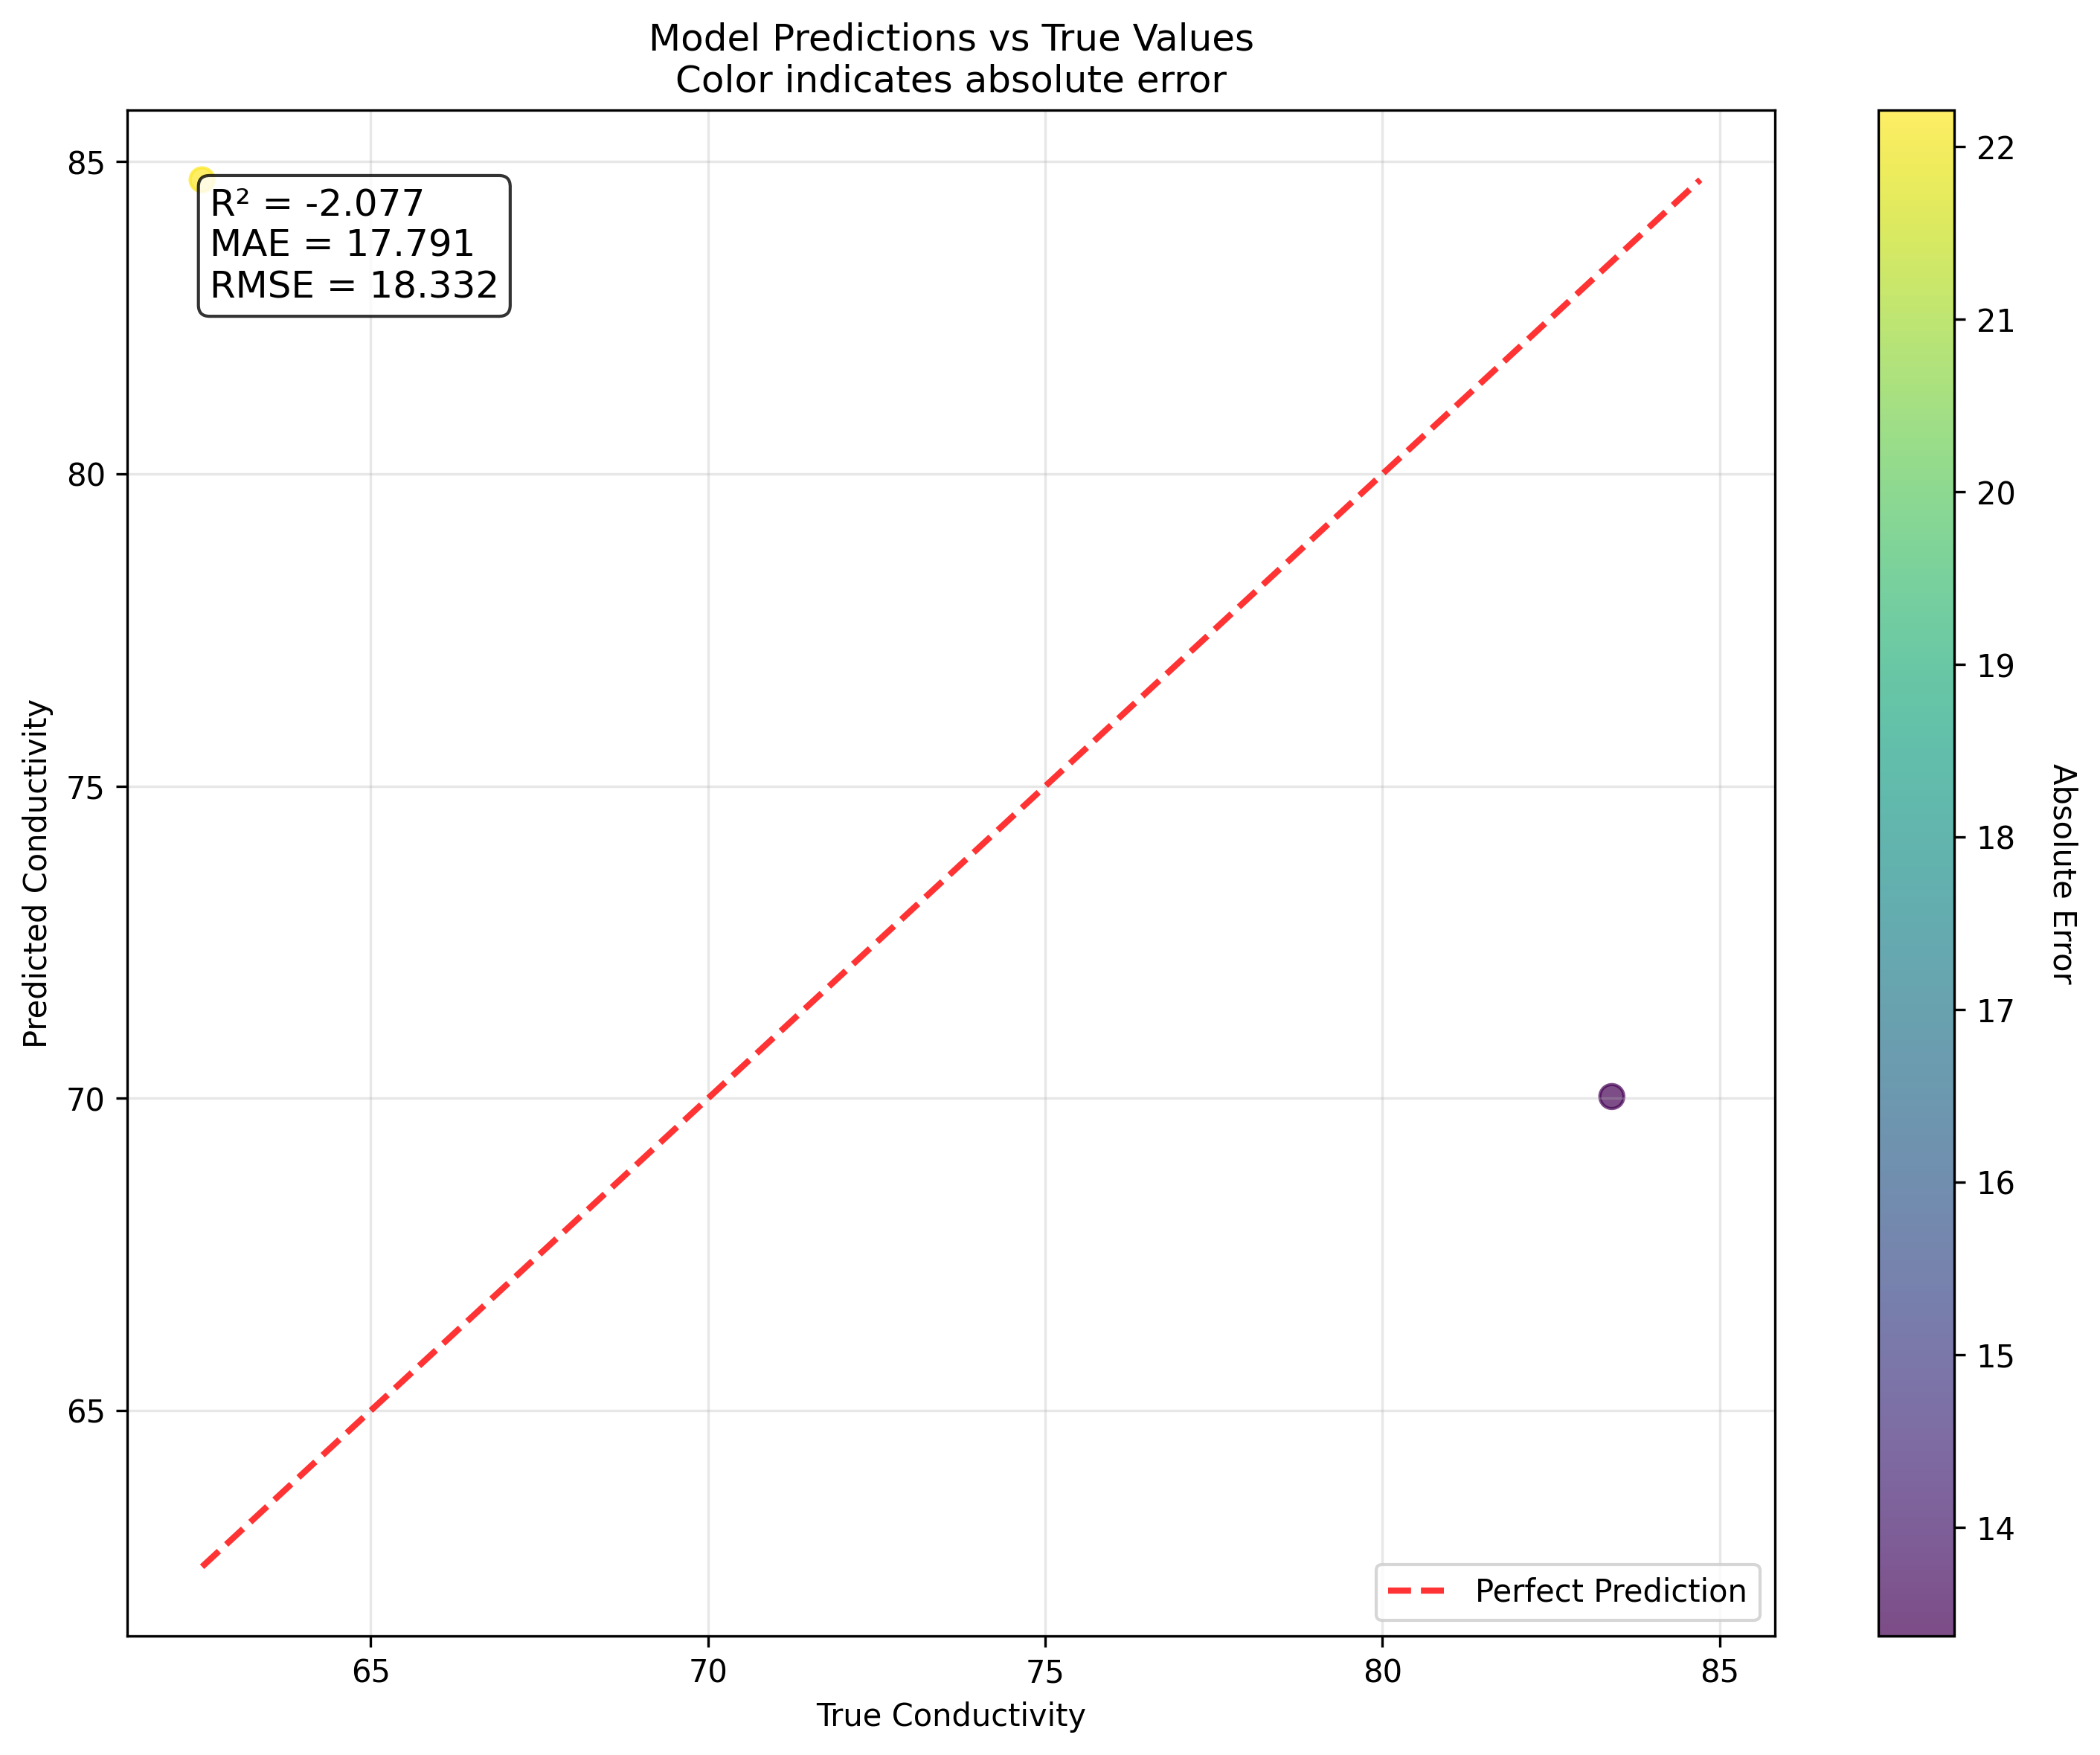 Model Predictions vs True Values
Color indicates absolute error
R² = -2.077
MAE = 17.791
RMSE = 18.332
85
80
75
70
65
Predicted Conductivity
65
70
75
80
85
True Conductivity
Perfect Prediction
22
21
20
19
18
17
16
15
14
Absolute Error